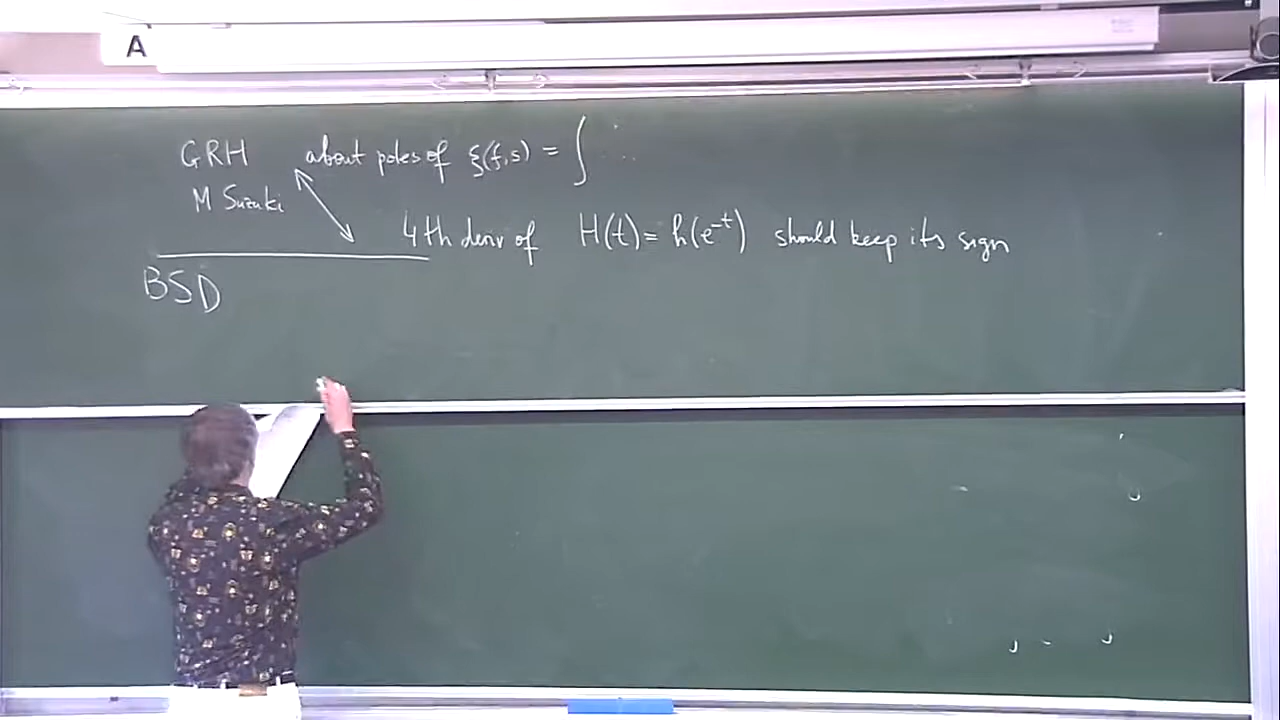 A
GRH about poles of ξ(f,s) = ∫ ...
M Suzuki
4th deriv of H(t) = h(e^{-t}) should keep its sign
BSD